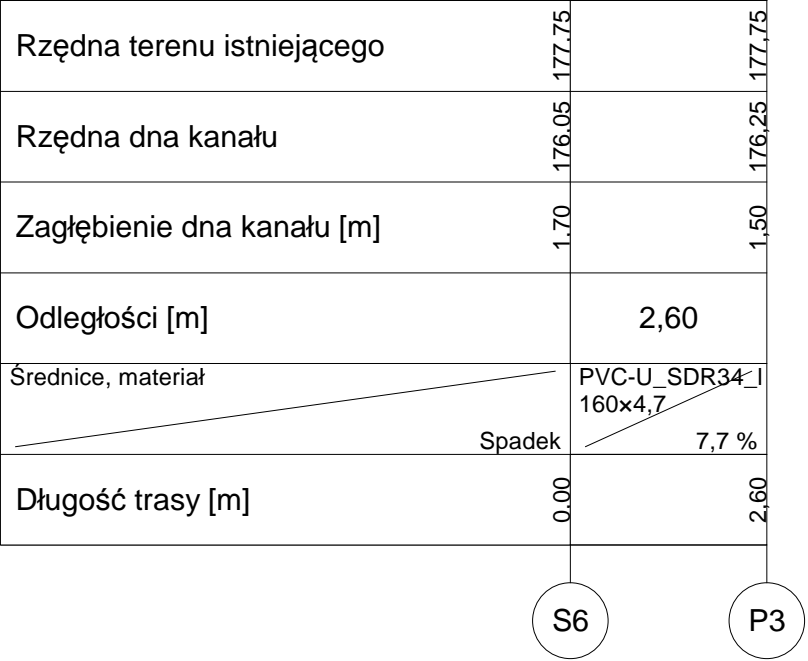 Rzędna terenu istniejącego 177.75 177,75
Rzędna dna kanału 176.05 176,25
Zagłębienie dna kanału [m] 1.70 1,50
Odległości [m] 2,60
Średnice, materiał PVC-U_SDR34_I
160×4,7
Spadek 7,7 %
Długość trasy [m] 0.00 2,60
S6 P3